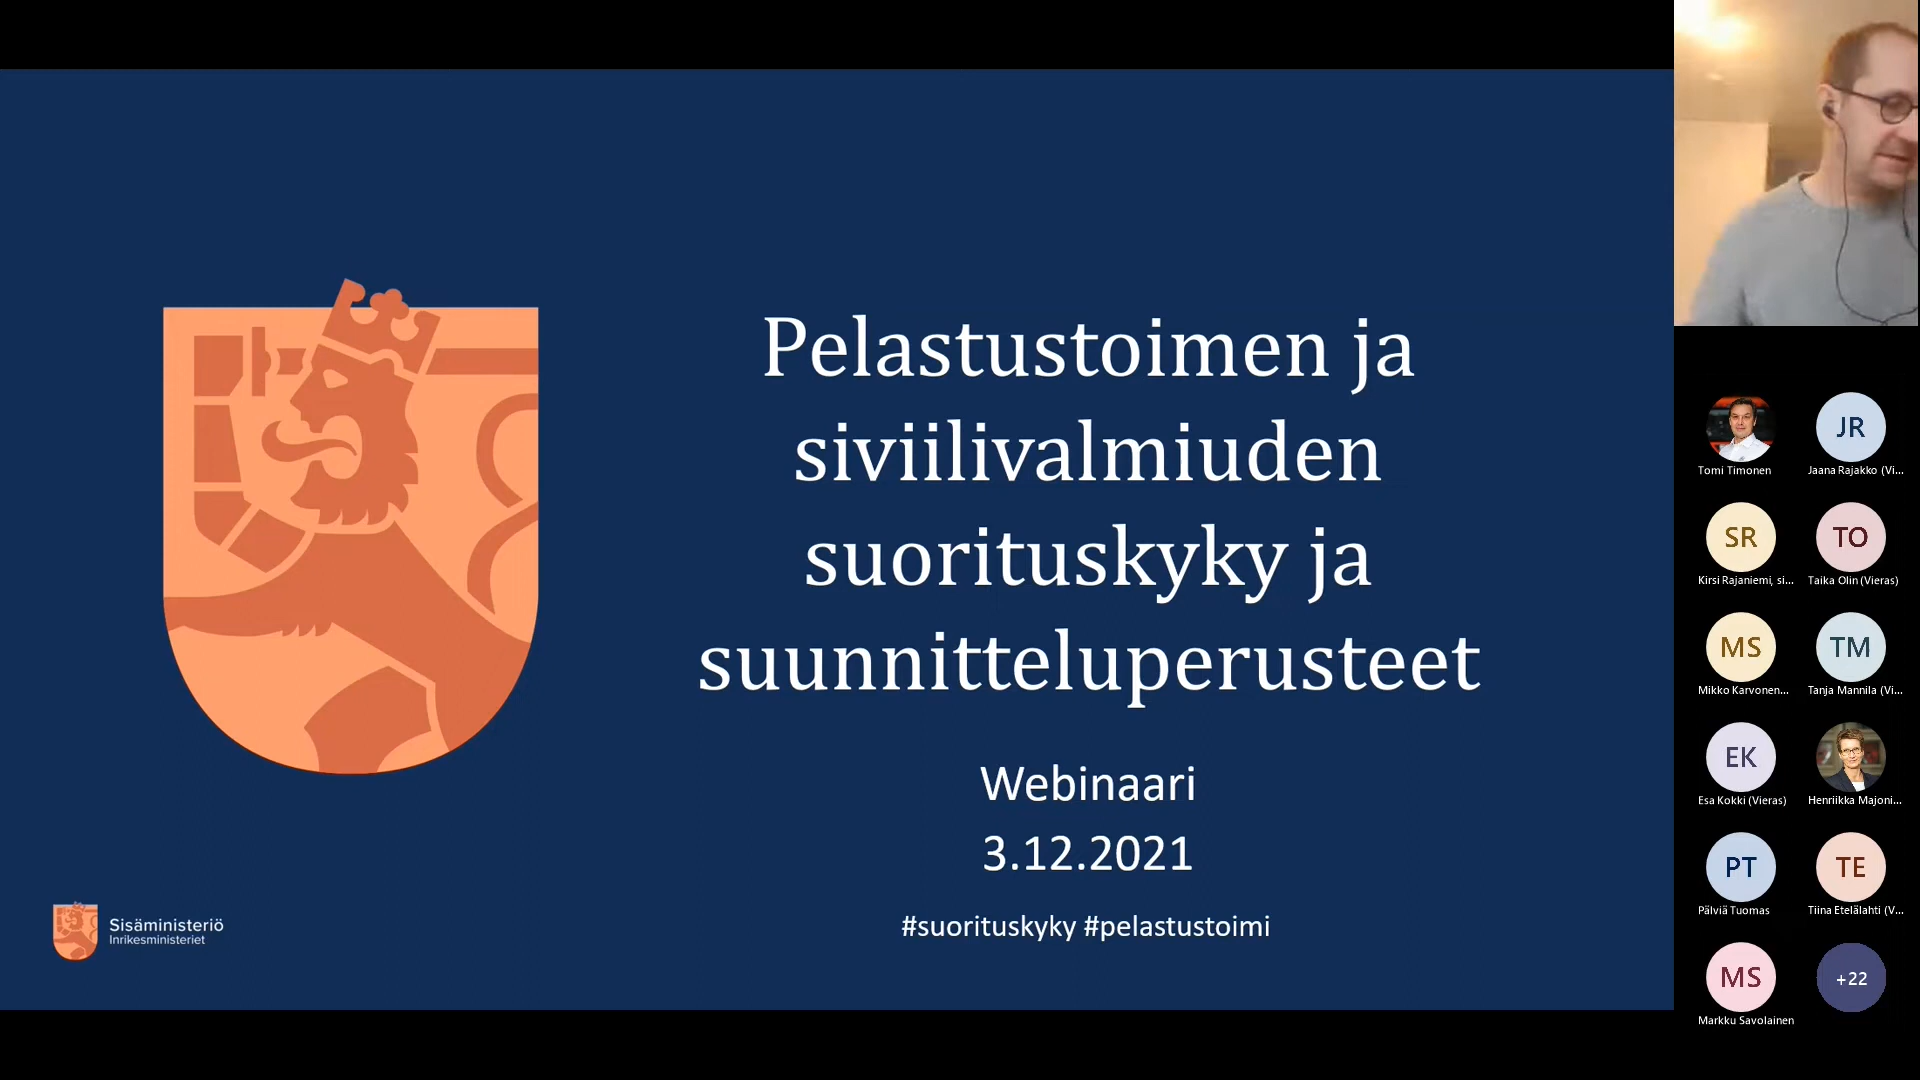 Pelastustoimen ja
siviilivalmiuden
suorituskyky ja
suunnitteluperusteet
Webinaari
3.12.2021
#suorituskyky #pelastustoimi
Sisäministeriö
Inrikesministeriet
Tomi Timonen
JR
Jaana Rajakko (Vi...
SR
Kirsi Rajaniemi, si...
TO
Taika Olin (Vieras)
MS
Mikko Karvonen...
TM
Tanja Mannila (Vi...
EK
Esa Kokki (Vieras)
Henriikka Majoni...
PT
Pälviä Tuomas
TE
Tiina Etelälahti (V...
MS
Markku Savolainen
+22